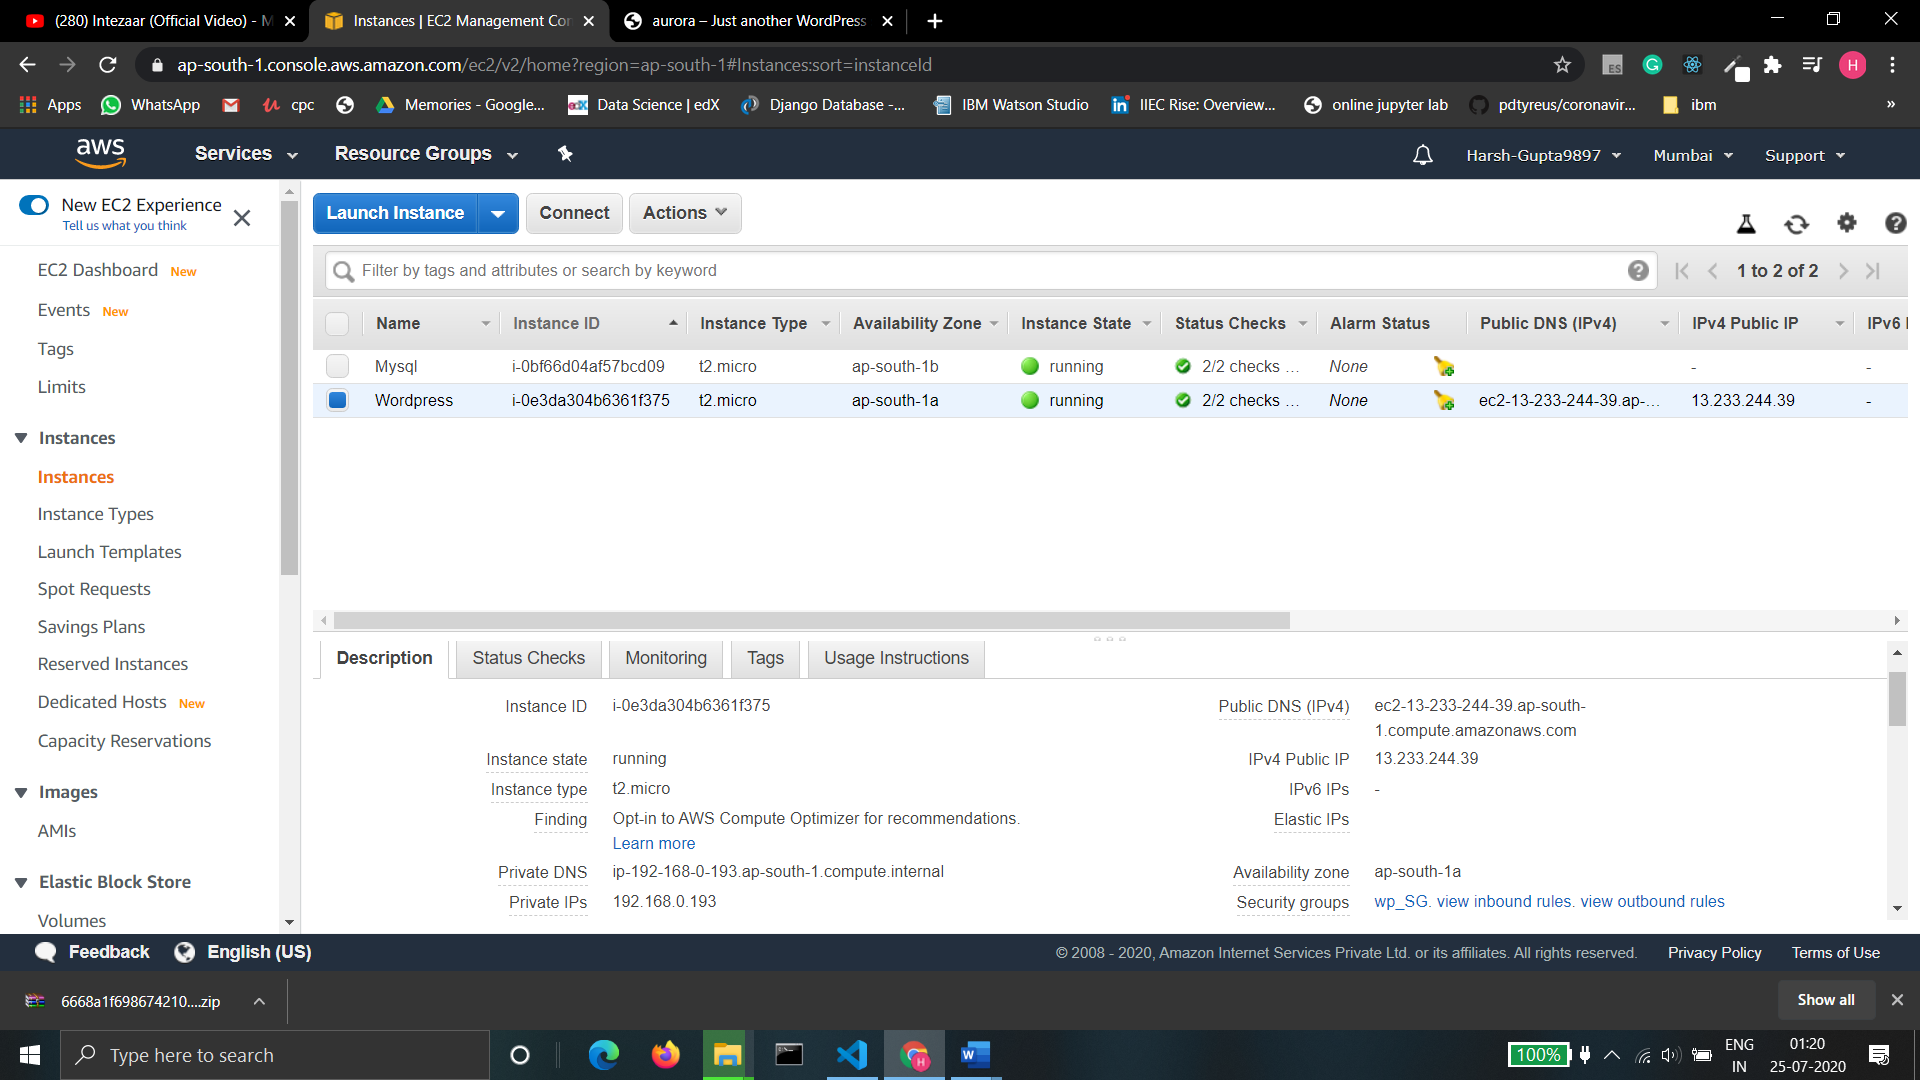 (280) Intezaar (Official Video) - M
Instances | EC2 Management Con
aurora – Just another WordPress
ap-south-1.console.aws.amazon.com/ec2/v2/home?region=ap-south-1#Instances:sort=instanceId
ES
H
Apps
WhatsApp
cpc
Memories - Google...
edX
Data Science | edX
Django Database -...
IBM Watson Studio
in
IIEC Rise: Overview...
online jupyter lab
pdtyreus/coronavir...
ibm
»
aws
Services
Resource Groups
Harsh-Gupta9897
Mumbai
Support
New EC2 Experience
Tell us what you think
EC2 Dashboard New
Events New
Tags
Limits
Instances
Instances
Instance Types
Launch Templates
Spot Requests
Savings Plans
Reserved Instances
Dedicated Hosts New
Capacity Reservations
Images
AMIs
Elastic Block Store
Volumes
Launch Instance
Connect
Actions
Filter by tags and attributes or search by keyword
1 to 2 of 2
Name Instance ID Instance Type Availability Zone Instance State Status Checks Alarm Status Public DNS (IPv4) IPv4 Public IP IPv6 I
Mysql i-0bf66d04af57bcd09 t2.micro ap-south-1b running 2/2 checks ... None - -
Wordpress i-0e3da304b6361f375 t2.micro ap-south-1a running 2/2 checks ... None ec2-13-233-244-39.ap-... 13.233.244.39 -
Description Status Checks Monitoring Tags Usage Instructions
Instance ID i-0e3da304b6361f375
Public DNS (IPv4) ec2-13-233-244-39.ap-south-
1.compute.amazonaws.com
Instance state running
IPv4 Public IP 13.233.244.39
Instance type t2.micro
IPv6 IPs -
Finding Opt-in to AWS Compute Optimizer for recommendations.
Learn more
Elastic IPs
Private DNS ip-192-168-0-193.ap-south-1.compute.internal
Availability zone ap-south-1a
Private IPs 192.168.0.193
Security groups wp_SG. view inbound rules. view outbound rules
Feedback
English (US)
© 2008 - 2020, Amazon Internet Services Private Ltd. or its affiliates. All rights reserved.
Privacy Policy
Terms of Use
6668a1f698674210....zip
Show all
Type here to search
100%
ENG
IN
01:20
25-07-2020